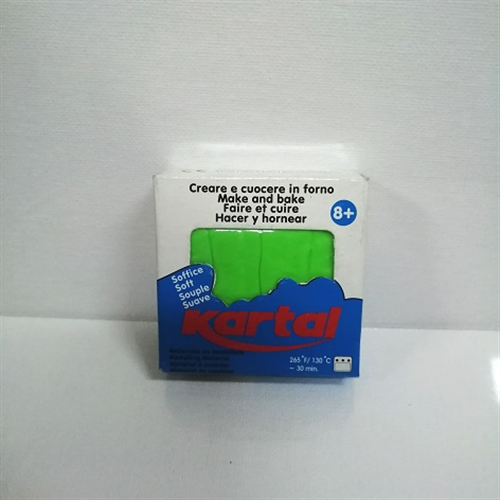 Creare e cuocere in forno
Make and bake
Faire et cuire
Hacer y hornear
8+
Soffice
Soft
Souple
Suave
Kartal
265°F/ 130°C
~ 30 min.